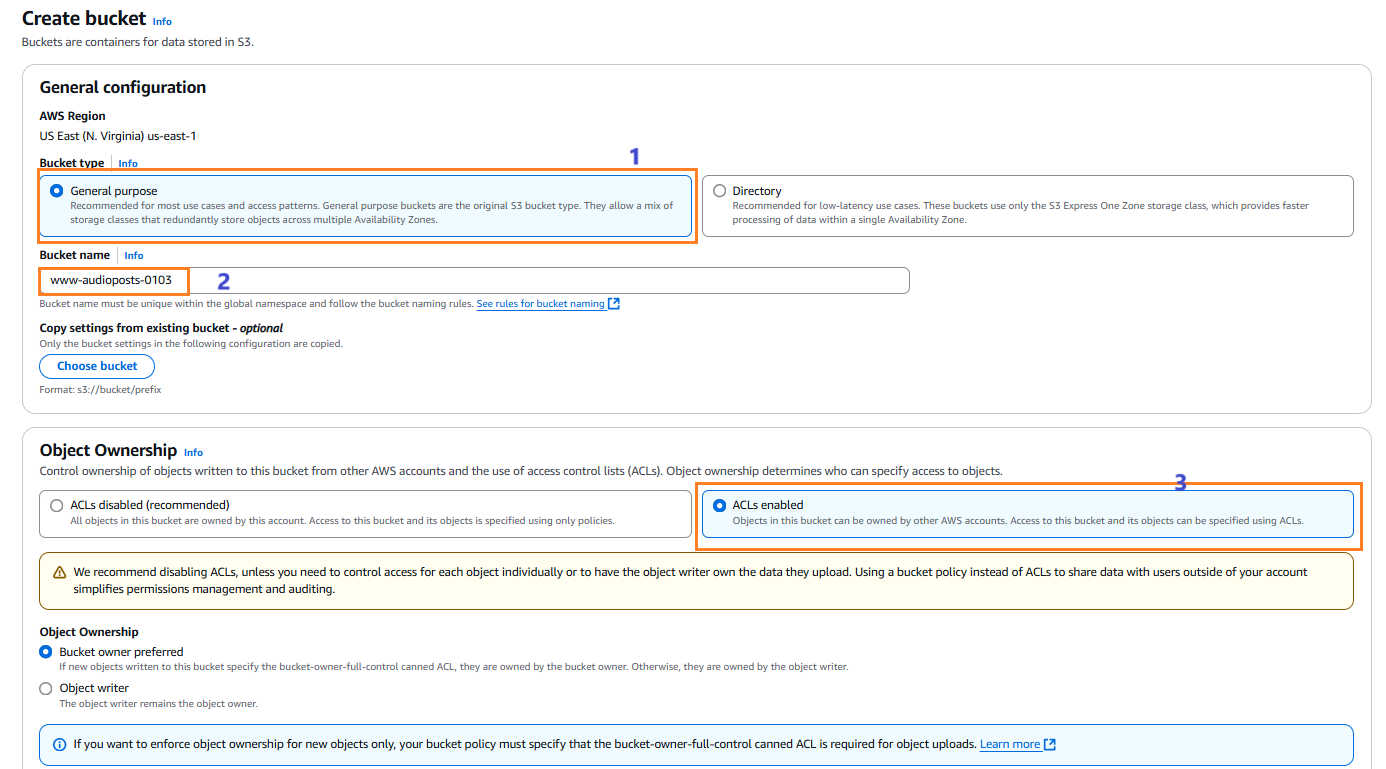 Create bucket Info
Buckets are containers for data stored in S3.
General configuration
AWS Region
US East (N. Virginia) us-east-1
Bucket type Info
1
General purpose
Recommended for most use cases and access patterns. General purpose buckets are the original S3 bucket type. They allow a mix of
storage classes that redundantly store objects across multiple Availability Zones.
Directory
Recommended for low-latency use cases. These buckets use only the S3 Express One Zone storage class, which provides faster
processing of data within a single Availability Zone.
Bucket name Info
www-audioposts-0103
2
Bucket name must be unique within the global namespace and follow the bucket naming rules. See rules for bucket naming
Copy settings from existing bucket - optional
Only the bucket settings in the following configuration are copied.
Choose bucket
Format: s3://bucket/prefix
Object Ownership Info
Control ownership of objects written to this bucket from other AWS accounts and the use of access control lists (ACLs). Object ownership determines who can specify access to objects.
3
ACLs disabled (recommended)
All objects in this bucket are owned by this account. Access to this bucket and its objects is specified using only policies.
ACLs enabled
Objects in this bucket can be owned by other AWS accounts. Access to this bucket and its objects can be specified using ACLs.
We recommend disabling ACLs, unless you need to control access for each object individually or to have the object writer own the data they upload. Using a bucket policy instead of ACLs to share data with users outside of your account
simplifies permissions management and auditing.
Object Ownership
Bucket owner preferred
If new objects written to this bucket specify the bucket-owner-full-control canned ACL, they are owned by the bucket owner. Otherwise, they are owned by the object writer.
Object writer
The object writer remains the object owner.
If you want to enforce object ownership for new objects only, your bucket policy must specify that the bucket-owner-full-control canned ACL is required for object uploads. Learn more